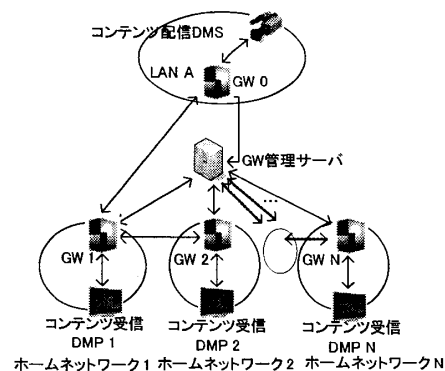 コンテンツ配信DMS
LAN A
GW 0
GW管理サーバ
...
GW 1
GW 2
GW N
コンテンツ受信
DMP 1
ホームネットワーク1
コンテンツ受信
DMP 2
ホームネットワーク2
コンテンツ受信
DMP N
ホームネットワークN